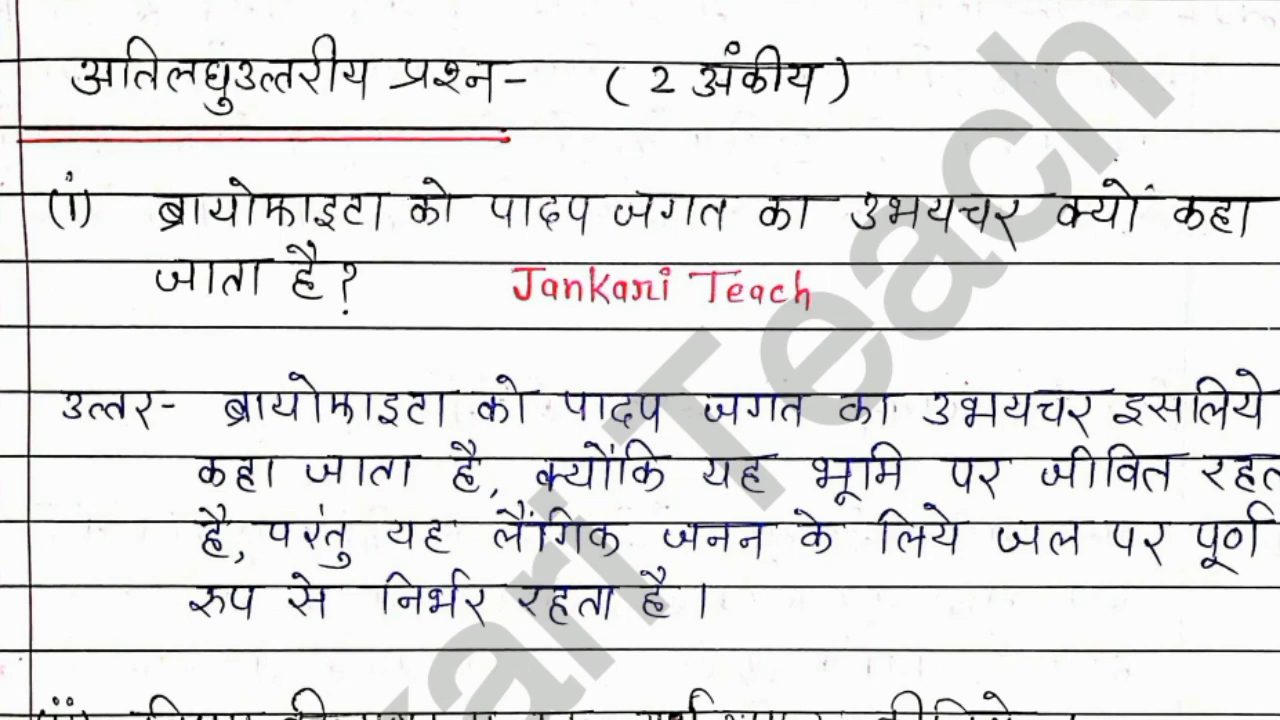 अतिलघुउत्तरीय प्रश्न- ( 2 अंकीय )
(i) ब्रायोफाइटा को पादप जगत का उभयचर क्यों कहा
जाता है?
Jankari Teach
उत्तर- ब्रायोफाइटा को पादप जगत का उभयचर इसलिये
कहा जाता है, क्योंकि यह भूमि पर जीवित रहत
है, परंतु यह लैंगिक जनन के लिये जल पर पूर्ण
रुप से निर्भर रहता है।